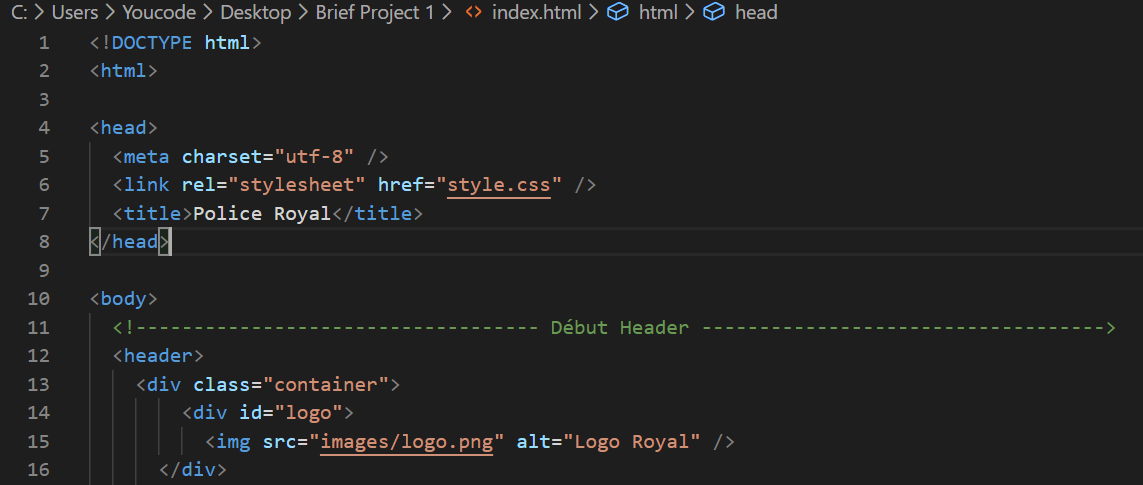 C: > Users > Youcode > Desktop > Brief Project 1 > <> index.html > html > head
1 <!DOCTYPE html>
2 <html>
3
4 <head>
5   <meta charset="utf-8" />
6   <link rel="stylesheet" href="style.css" />
7   <title>Police Royal</title>
8 </head>
9
10 <body>
11   <!----------------------------------- Début Header ----------------------------------->
12   <header>
13     <div class="container">
14         <div id="logo">
15           <img src="images/logo.png" alt="Logo Royal" />
16       </div>